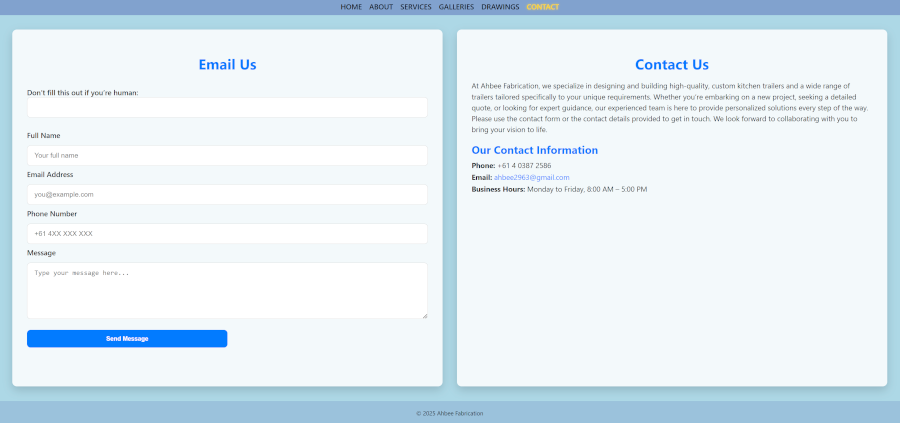 HOME ABOUT SERVICES GALLERIES DRAWINGS CONTACT
Email Us
Don't fill this out if you're human:
Full Name
Your full name
Email Address
you@example.com
Phone Number
+61 4XX XXX XXX
Message
Type your message here...
Send Message
Contact Us
At Ahbee Fabrication, we specialize in designing and building high-quality, custom kitchen trailers and a wide range of
trailers tailored specifically to your unique requirements. Whether you're embarking on a new project, seeking a detailed
quote, or looking for expert guidance, our experienced team is here to provide personalized solutions every step of the way.
Please use the contact form or the contact details provided to get in touch. We look forward to collaborating with you to
bring your vision to life.
Our Contact Information
Phone: +61 4 0387 2586
Email: ahbee2963@gmail.com
Business Hours: Monday to Friday, 8:00 AM – 5:00 PM
© 2025 Ahbee Fabrication